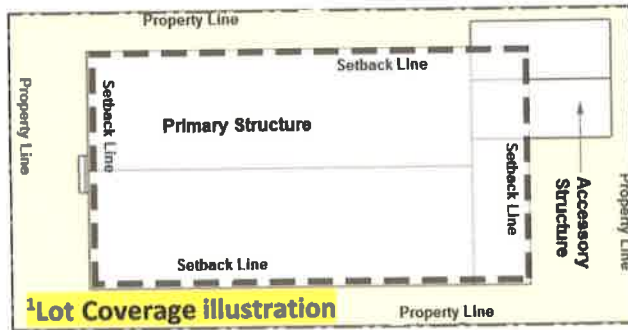 Property Line
Setback Line
Property Line
Setback Line
Primary Structure
Setback Line
Accessory
Structure
Property Line
Setback Line
¹Lot Coverage illustration
Property Line